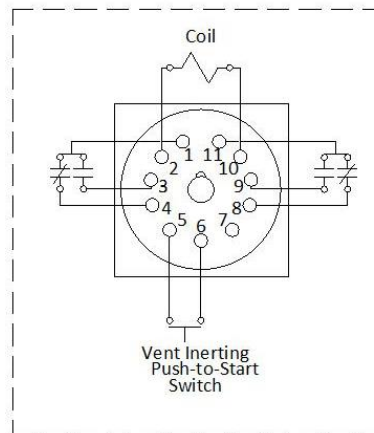 Coil
1 11
2 10
3 9
4 8
5 6 7
Vent Inerting
Push-to-Start
Switch